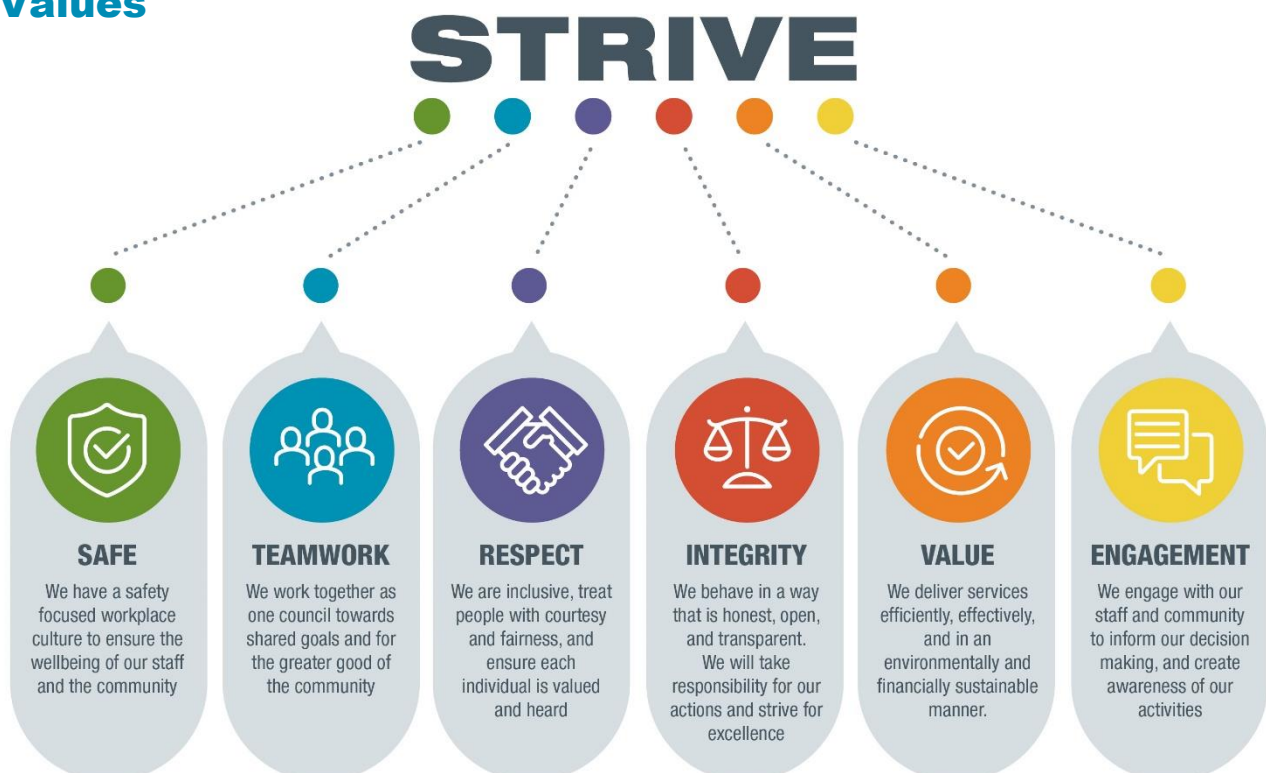 Values
STRIVE
SAFE
We have a safety
focused workplace
culture to ensure the
wellbeing of our staff
and the community
TEAMWORK
We work together as
one council towards
shared goals and for
the greater good of
the community
RESPECT
We are inclusive, treat
people with courtesy
and fairness, and
ensure each
individual is valued
and heard
INTEGRITY
We behave in a way
that is honest, open,
and transparent.
We will take
responsibility for our
actions and strive for
excellence
VALUE
We deliver services
efficiently, effectively,
and in an
environmentally and
financially sustainable
manner.
ENGAGEMENT
We engage with our
staff and community
to inform our decision
making, and create
awareness of our
activities